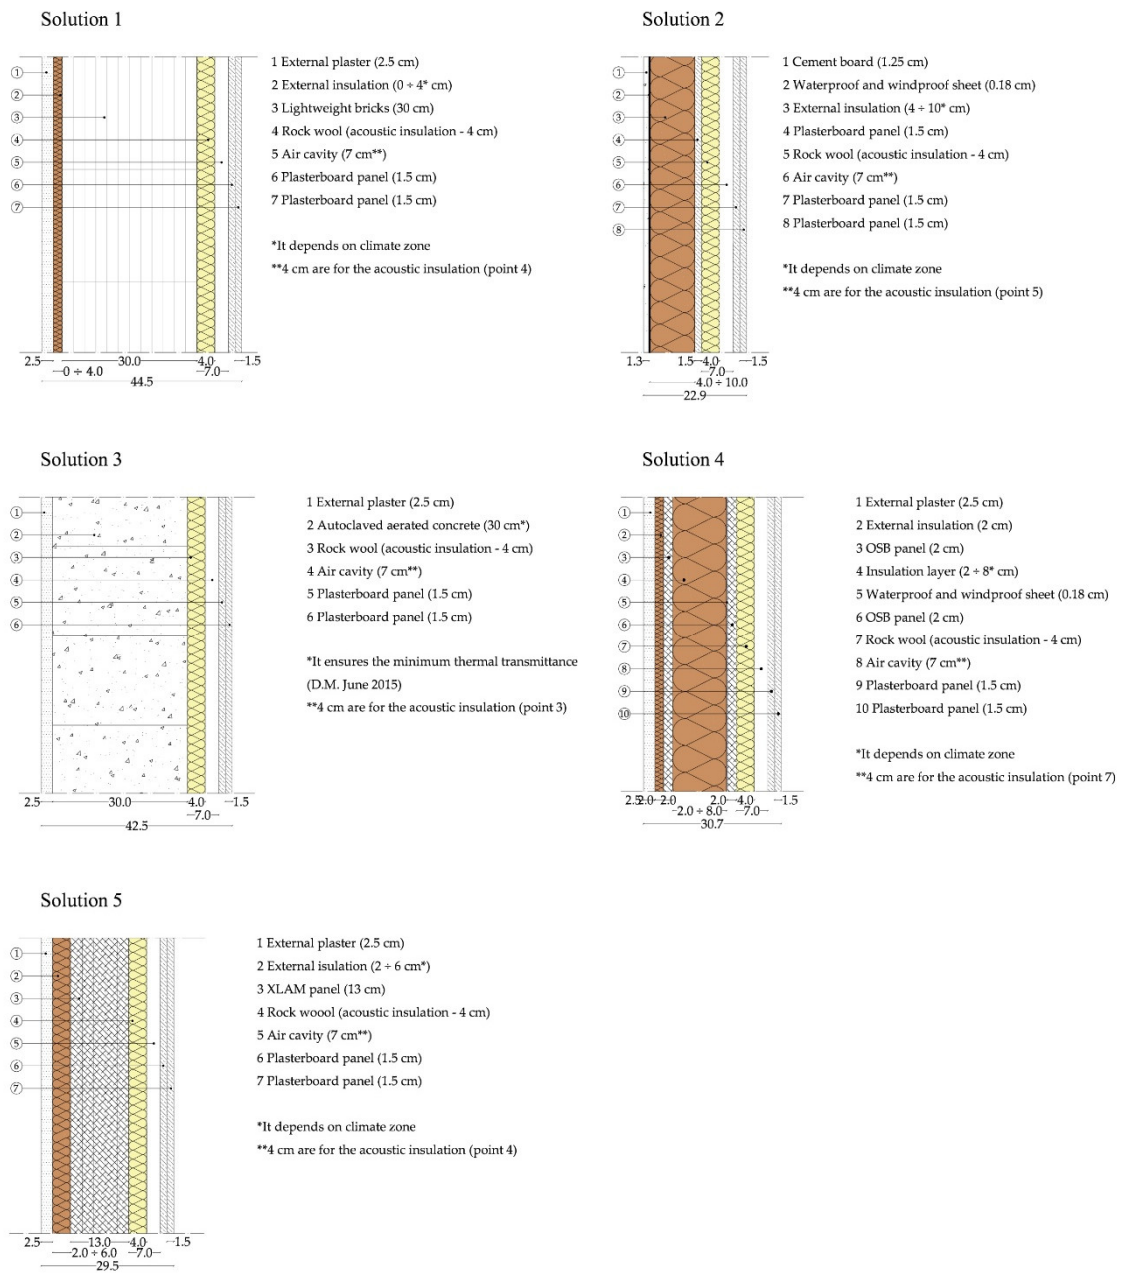 Solution 1
1
2
3
4
5
6
7
1 External plaster (2.5 cm)
2 External insulation (0 ÷ 4* cm)
3 Lightweight bricks (30 cm)
4 Rock wool (acoustic insulation - 4 cm)
5 Air cavity (7 cm**)
6 Plasterboard panel (1.5 cm)
7 Plasterboard panel (1.5 cm)
*It depends on climate zone
**4 cm are for the acoustic insulation (point 4)
2.5 30.0 4.0 1.5
0 ÷ 4.0 7.0
44.5
Solution 2
1
2
3
4
5
6
7
8
1 Cement board (1.25 cm)
2 Waterproof and windproof sheet (0.18 cm)
3 External insulation (4 ÷ 10* cm)
4 Plasterboard panel (1.5 cm)
5 Rock wool (acoustic insulation - 4 cm)
6 Air cavity (7 cm**)
7 Plasterboard panel (1.5 cm)
8 Plasterboard panel (1.5 cm)
*It depends on climate zone
**4 cm are for the acoustic insulation (point 5)
1.3 1.5 4.0 1.5
7.0
4.0 ÷ 10.0
22.9
Solution 3
1
2
3
4
5
6
1 External plaster (2.5 cm)
2 Autoclaved aerated concrete (30 cm*)
3 Rock wool (acoustic insulation - 4 cm)
4 Air cavity (7 cm**)
5 Plasterboard panel (1.5 cm)
6 Plasterboard panel (1.5 cm)
*It ensures the minimum thermal transmittance
(D.M. June 2015)
**4 cm are for the acoustic insulation (point 3)
2.5 30.0 4.0 1.5
7.0
42.5
Solution 4
1
2
3
4
5
6
7
8
9
10
1 External plaster (2.5 cm)
2 External insulation (2 cm)
3 OSB panel (2 cm)
4 Insulation layer (2 ÷ 8* cm)
5 Waterproof and windproof sheet (0.18 cm)
6 OSB panel (2 cm)
7 Rock wool (acoustic insulation - 4 cm)
8 Air cavity (7 cm**)
9 Plasterboard panel (1.5 cm)
10 Plasterboard panel (1.5 cm)
*It depends on climate zone
**4 cm are for the acoustic insulation (point 7)
2.5 2.0 2.0 2.0 4.0 1.5
2.0 ÷ 8.0 7.0
30.7
Solution 5
1
2
3
4
5
6
7
1 External plaster (2.5 cm)
2 External isulation (2 ÷ 6 cm*)
3 XLAM panel (13 cm)
4 Rock woool (acoustic insulation - 4 cm)
5 Air cavity (7 cm**)
6 Plasterboard panel (1.5 cm)
7 Plasterboard panel (1.5 cm)
*It depends on climate zone
**4 cm are for the acoustic insulation (point 4)
2.5 13.0 4.0 1.5
2.0 ÷ 6.0 7.0
29.5